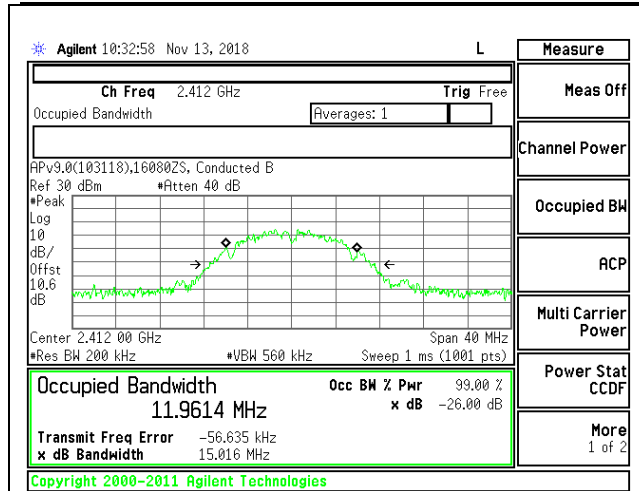 Agilent 10:32:58 Nov 13, 2018 L Measure
Ch Freq 2.412 GHz Trig Free
Meas Off
Occupied Bandwidth Averages: 1
Channel Power
APv9.0(103118),16080ZS, Conducted B
Ref 30 dBm #Atten 40 dB
#Peak
Log
10
dB/
Offst
10.6
dB
Occupied BW
ACP
Multi Carrier
Power
Center 2.412 00 GHz Span 40 MHz
#Res BW 200 kHz #VBW 560 kHz Sweep 1 ms (1001 pts)
Power Stat
CCDF
Occupied Bandwidth Occ BW % Pwr 99.00 %
11.9614 MHz x dB -26.00 dB
Transmit Freq Error -56.635 kHz
x dB Bandwidth 15.016 MHz
More
1 of 2
Copyright 2000-2011 Agilent Technologies